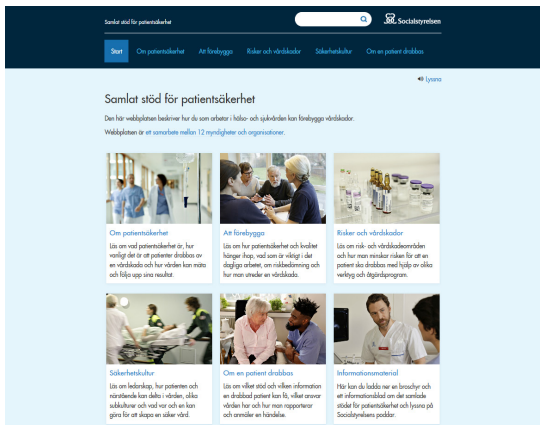 Samlat stöd för patientsäkerhet
Socialstyrelsen
Start Om patientsäkerhet Att förebygga Risker och vårdskador Säkerhetskultur Om en patient drabbas
Lyssna
Samlat stöd för patientsäkerhet
Den här webbplatsen beskriver hur du som arbetar i hälso- och sjukvården kan förebygga vårdskador.
Webbplatsen är ett samarbete mellan 12 myndigheter och organisationer.
Om patientsäkerhet
Läs om vad patientsäkerhet är, hur
vanligt det är att patienter drabbas av
en vårdskada och hur vården kan mäta
och följa upp sina resultat.
Att förebygga
Läs om hur patientsäkerhet och kvalitet
hänger ihop, vad som är viktigt i det
dagliga arbetet, om riskbedömning och
hur man utreder en vårdskada.
Risker och vårdskador
Läs om risk- och vårdskadeområden
och hur man minskar risken för att en
patient ska drabbas med hjälp av olika
verktyg och åtgärdsprogram.
Säkerhetskultur
Läs om ledarskap, hur patienten och
närstående kan delta i vården, olika
subkulturer och vad var och en kan
göra för att skapa en säker vård.
Om en patient drabbas
Läs om vilket stöd och vilken information
en drabbad patient kan få, vilket ansvar
vården har och hur man rapporterar
och anmäler en händelse.
Informationsmaterial
Här kan du ladda ner en broschyr och
ett informationsblad om det samlade
stödet för patientsäkerhet och lyssna på
Socialstyrelsens poddar.